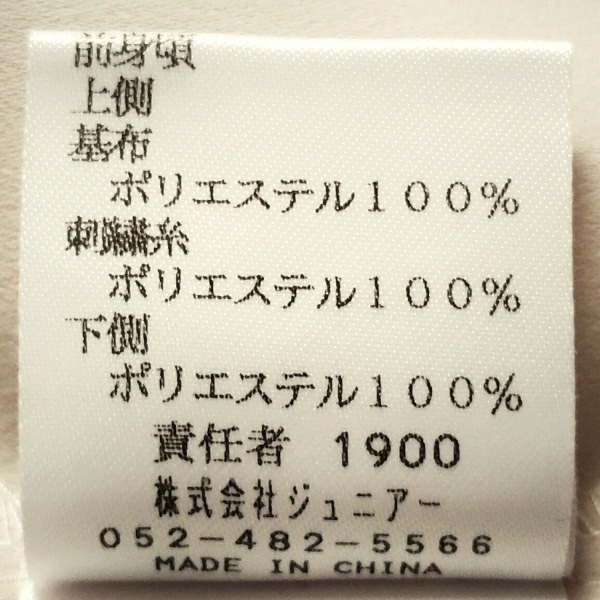 前身頃
上側
基布
ポリエステル１００％
刺繍糸
ポリエステル１００％
下側
ポリエステル１００％
責任者 1900
株式会社ジュニアー
052-482-5566
MADE IN CHINA